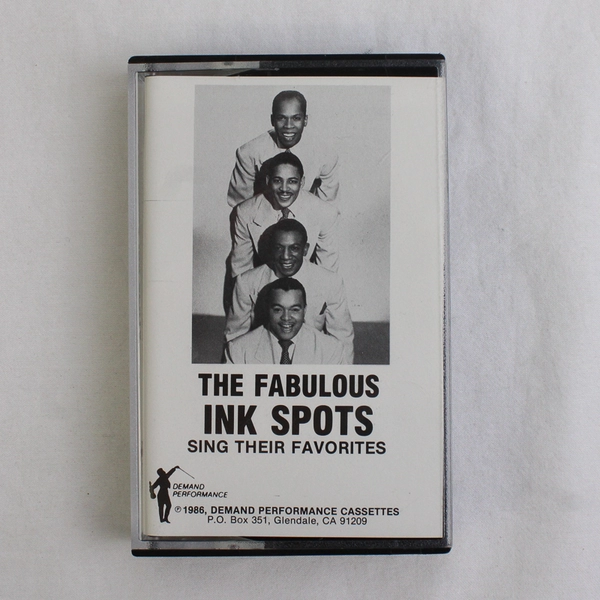 THE FABULOUS
INK SPOTS
SING THEIR FAVORITES
DEMAND
PERFORMANCE
℗ 1986, DEMAND PERFORMANCE CASSETTES
P.O. Box 351, Glendale, CA 91209